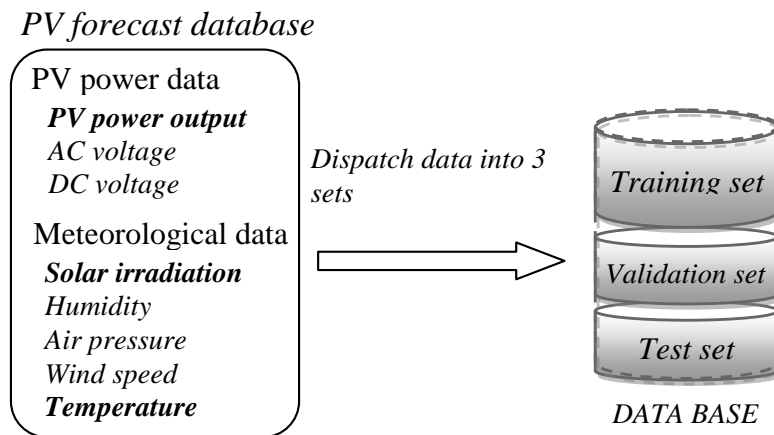 PV forecast database
PV power data
PV power output
AC voltage
DC voltage
Meteorological data
Solar irradiation
Humidity
Air pressure
Wind speed
Temperature
Dispatch data into 3
sets
Training set
Validation set
Test set
DATA BASE